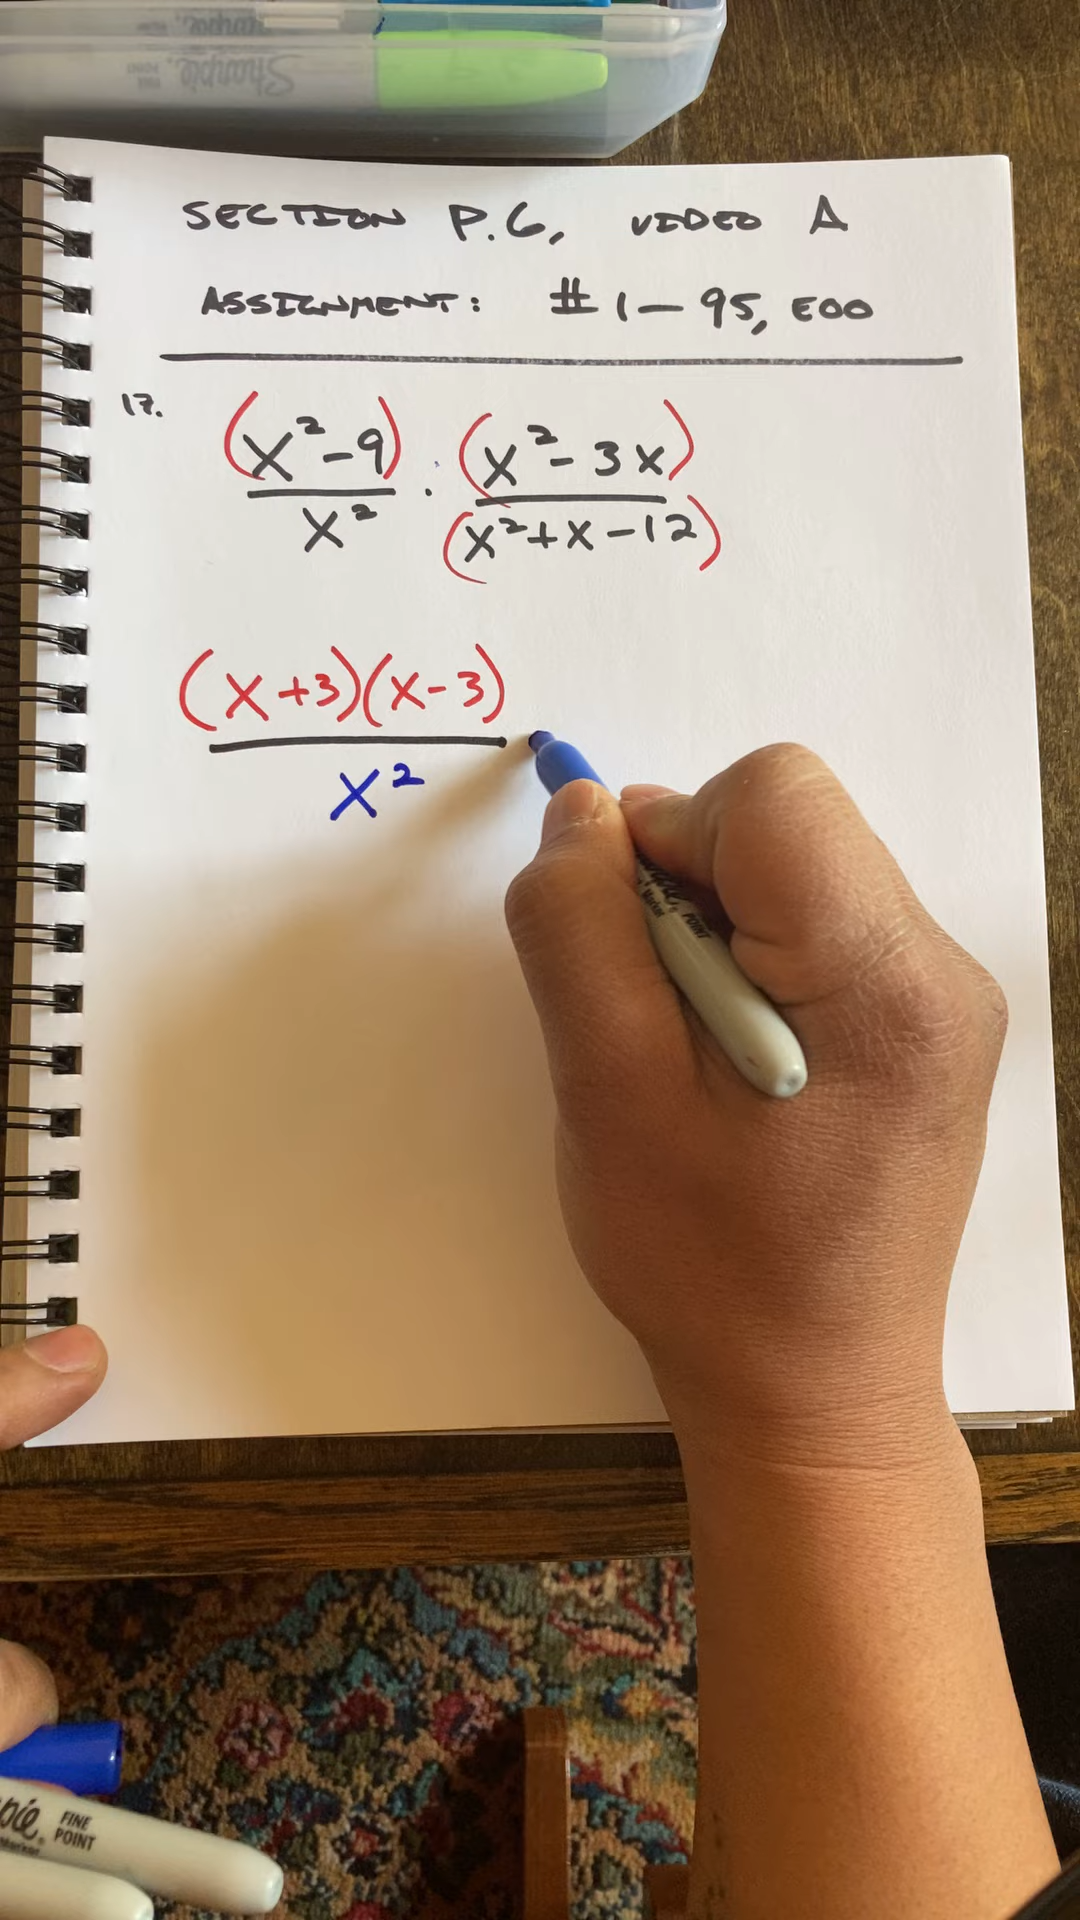 Sharpie.
SECTION P.6, VIDEO A
ASSIGNMENT: # 1-95, EOO
17.
(x²-9) . (x²-3x)
x² (x²+x-12)
(x+3)(x-3)
x²
POINT
FINE
POINT